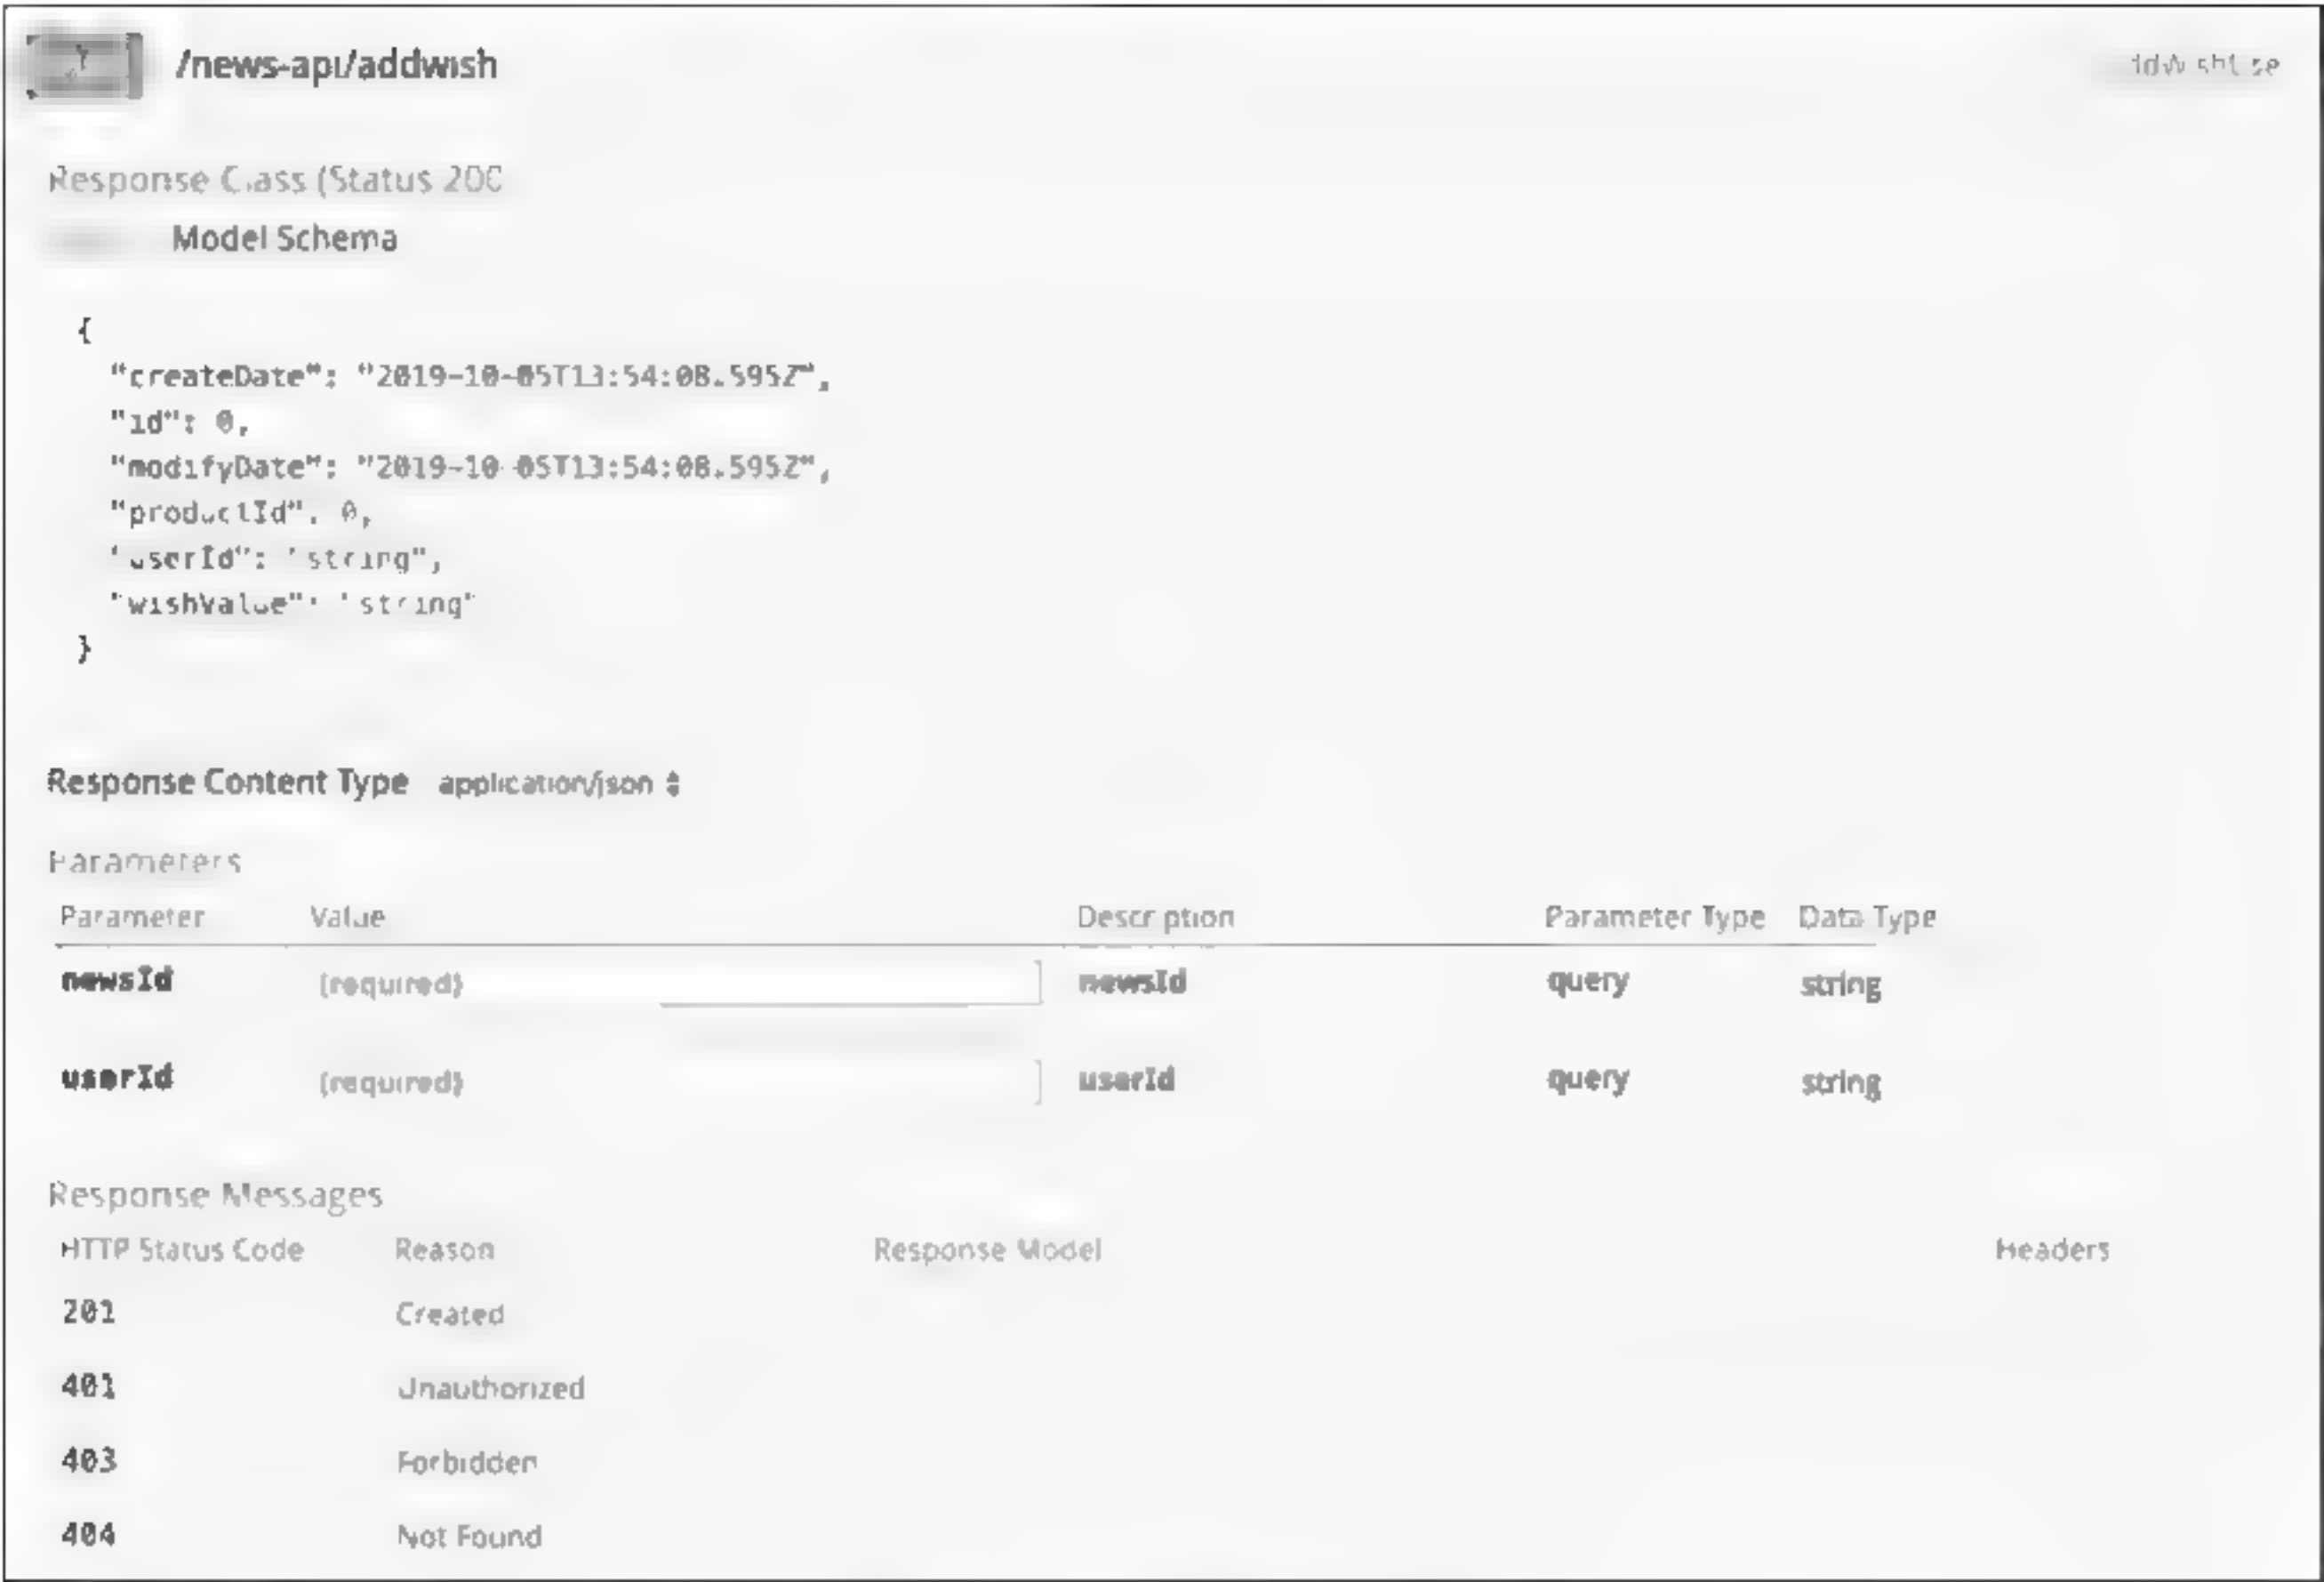 /news-api/addwish
Response Class (Status 200
Model Schema
{
"createDate": "2019-10-05T13:54:08.595Z",
"id": 0,
"modifyDate": "2019-10-05T13:54:08.595Z",
"productId": 0,
"userId": "string",
"wishValue": "string"
}
Response Content Type application/json
Parameters
Parameter Value Description Parameter Type Data Type
newsId (required) newsId query string
userId (required) userId query string
Response Messages
HTTP Status Code Reason Response Model Headers
201 Created
401 Unauthorized
403 Forbidden
404 Not Found